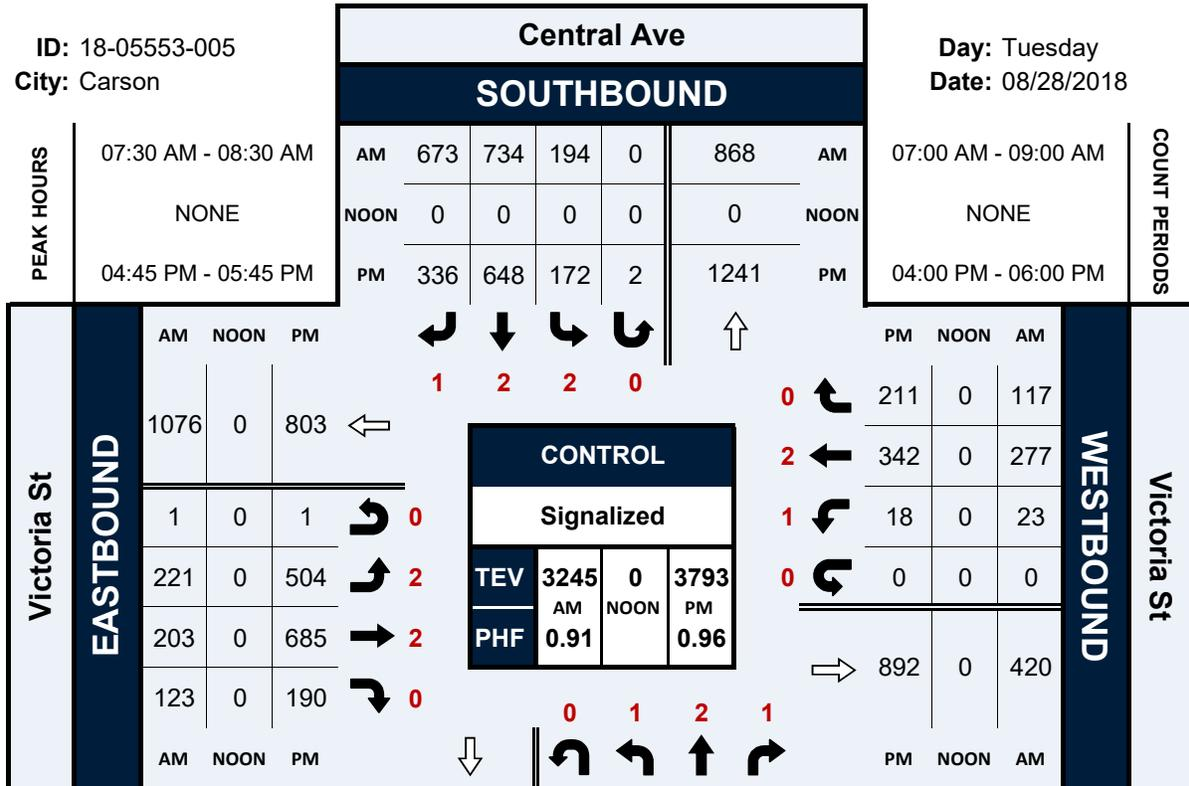 Central Ave
ID: 18-05553-005
City: Carson
Day: Tuesday
Date: 08/28/2018
SOUTHBOUND
PEAK HOURS
07:30 AM - 08:30 AM
NONE
04:45 PM - 05:45 PM
AM 673 734 194 0 868 AM
NOON 0 0 0 0 0 NOON
PM 336 648 172 2 1241 PM
07:00 AM - 09:00 AM
NONE
04:00 PM - 06:00 PM
COUNT PERIODS
1 2 2 0
Victoria St
EASTBOUND
AM NOON PM
1076 0 803
1 0 1 0
221 0 504 2
203 0 685 2
123 0 190 0
AM NOON PM
CONTROL
Signalized
TEV 3245 0 3793
AM NOON PM
PHF 0.91 0.96
PM NOON AM
0 211 0 117
2 342 0 277
1 18 0 23
0 0 0 0
892 0 420
PM NOON AM
WESTBOUND
Victoria St
0 1 2 1